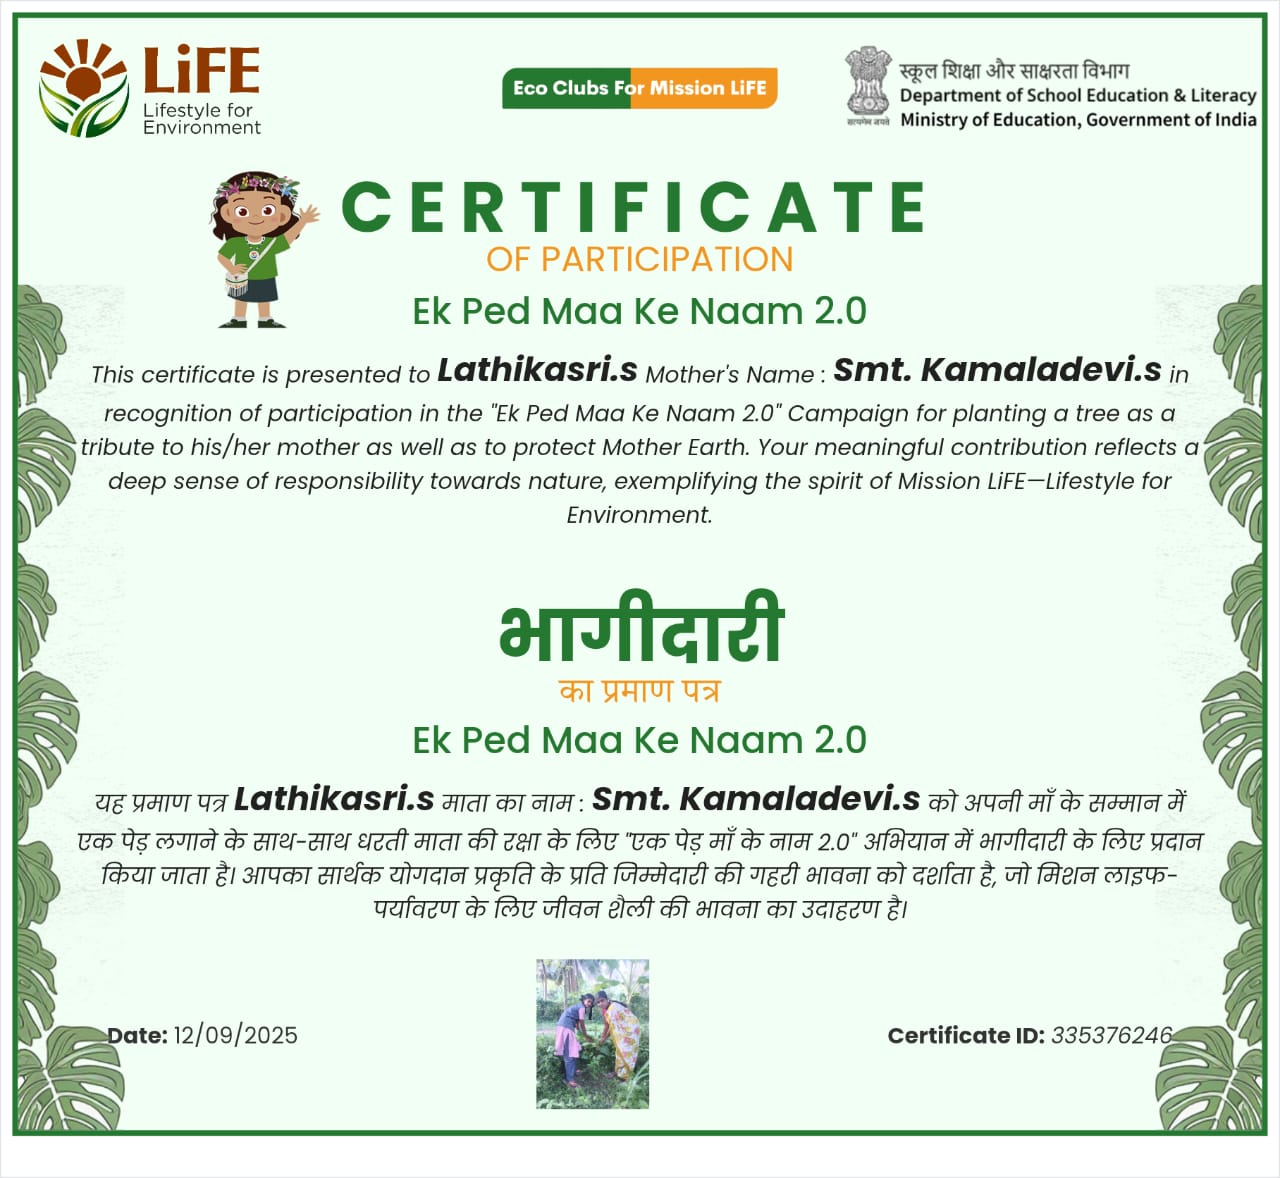 LiFE
Lifestyle for
Environment
Eco Clubs For Mission LiFE
सत्यमेव जयते
स्कूल शिक्षा और साक्षरता विभाग
Department of School Education & Literacy
Ministry of Education, Government of India
CERTIFICATE
OF PARTICIPATION
Ek Ped Maa Ke Naam 2.0
This certificate is presented to Lathikasri.s Mother's Name : Smt. Kamaladevi.s in
recognition of participation in the "Ek Ped Maa Ke Naam 2.0" Campaign for planting a tree as a
tribute to his/her mother as well as to protect Mother Earth. Your meaningful contribution reflects a
deep sense of responsibility towards nature, exemplifying the spirit of Mission LiFE—Lifestyle for
Environment.
भागीदारी
का प्रमाण पत्र
Ek Ped Maa Ke Naam 2.0
यह प्रमाण पत्र Lathikasri.s माता का नाम : Smt. Kamaladevi.s को अपनी माँ के सम्मान में
एक पेड़ लगाने के साथ-साथ धरती माता की रक्षा के लिए "एक पेड़ माँ के नाम 2.0" अभियान में भागीदारी के लिए प्रदान
किया जाता है। आपका सार्थक योगदान प्रकृति के प्रति जिम्मेदारी की गहरी भावना को दर्शाता है, जो मिशन लाइफ-
पर्यावरण के लिए जीवन शैली की भावना का उदाहरण है।
Date: 12/09/2025
Certificate ID: 335376246